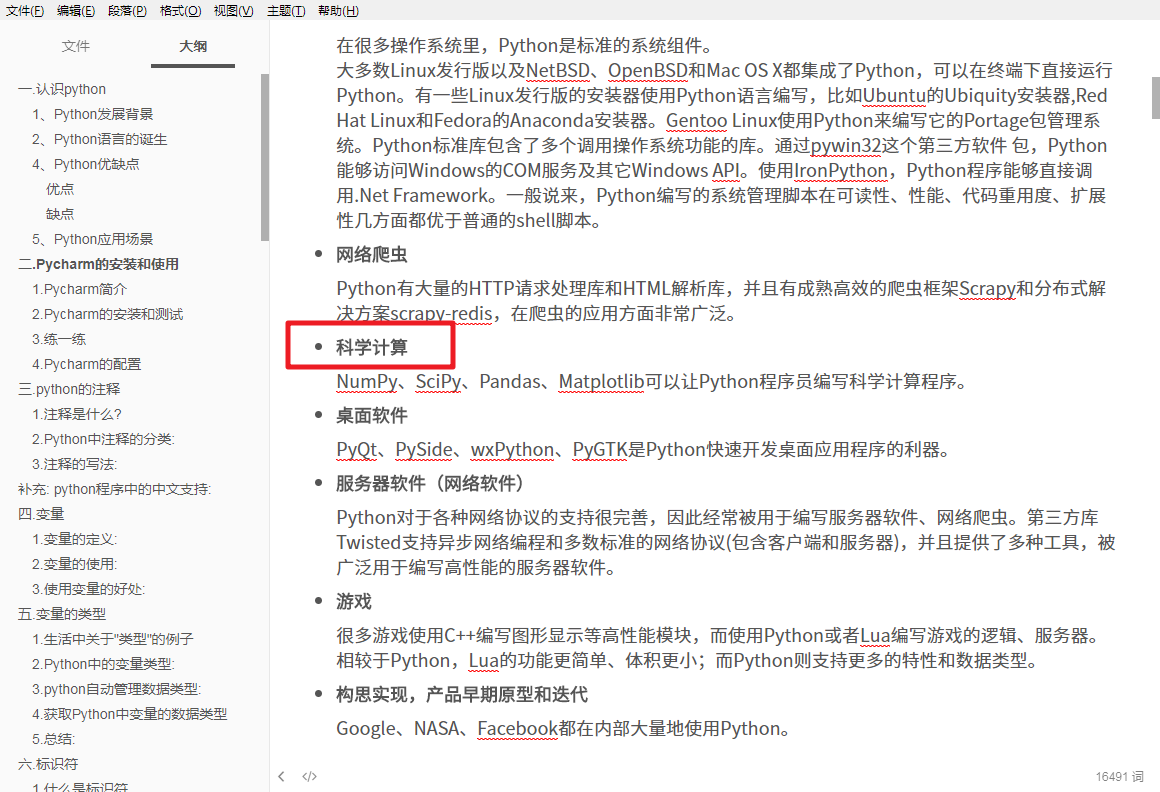 文件(F) 编辑(E) 段落(P) 格式(O) 视图(V) 主题(T) 帮助(H)
文件 大纲
一.认识python
1、Python发展背景
2、Python语言的诞生
4、Python优缺点
优点
缺点
5、Python应用场景
二.Pycharm的安装和使用
1.Pycharm简介
2.Pycharm的安装和测试
3.练一练
4.Pycharm的配置
三.python的注释
1.注释是什么?
2.Python中注释的分类:
3.注释的写法:
补充: python程序中的中文支持:
四.变量
1.变量的定义:
2.变量的使用:
3.使用变量的好处:
五.变量的类型
1.生活中关于"类型"的例子
2.Python中的变量类型:
3.python自动管理数据类型:
4.获取Python中变量的数据类型
5.总结:
六.标识符
1.什么是标识符
在很多操作系统里，Python是标准的系统组件。
大多数Linux发行版以及NetBSD、OpenBSD和Mac OS X都集成了Python，可以在终端下直接运行
Python。有一些Linux发行版的安装器使用Python语言编写，比如Ubuntu的Ubiquity安装器,Red
Hat Linux和Fedora的Anaconda安装器。Gentoo Linux使用Python来编写它的Portage包管理系
统。Python标准库包含了多个调用操作系统功能的库。通过pywin32这个第三方软件 包，Python
能够访问Windows的COM服务及其它Windows API。使用IronPython，Python程序能够直接调
用.Net Framework。一般说来，Python编写的系统管理脚本在可读性、性能、代码重用度、扩展
性几方面都优于普通的shell脚本。
网络爬虫
Python有大量的HTTP请求处理库和HTML解析库，并且有成熟高效的爬虫框架Scrapy和分布式解
决方案scrapy-redis，在爬虫的应用方面非常广泛。
科学计算
NumPy、SciPy、Pandas、Matplotlib可以让Python程序员编写科学计算程序。
桌面软件
PyQt、PySide、wxPython、PyGTK是Python快速开发桌面应用程序的利器。
服务器软件（网络软件）
Python对于各种网络协议的支持很完善，因此经常被用于编写服务器软件、网络爬虫。第三方库
Twisted支持异步网络编程和多数标准的网络协议(包含客户端和服务器)，并且提供了多种工具，被
广泛用于编写高性能的服务器软件。
游戏
很多游戏使用C++编写图形显示等高性能模块，而使用Python或者Lua编写游戏的逻辑、服务器。
相较于Python，Lua的功能更简单、体积更小；而Python则支持更多的特性和数据类型。
构思实现，产品早期原型和迭代
Google、NASA、Facebook都在内部大量地使用Python。
16491 词